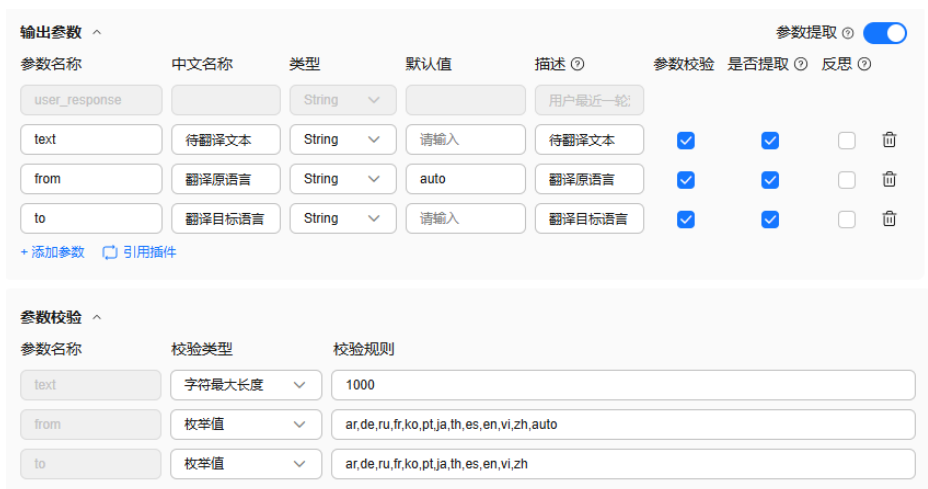 输出参数 参数提取
参数名称 中文名称 类型 默认值 描述 参数校验 是否提取 反思
user_response String 用户最近一轮
text 待翻译文本 String 请输入 待翻译文本
from 翻译原语言 String auto 翻译原语言
to 翻译目标语言 String 请输入 翻译目标语言
+ 添加参数 引用插件
参数校验
参数名称 校验类型 校验规则
text 字符最大长度 1000
from 枚举值 ar,de,ru,fr,ko,pt,ja,th,es,en,vi,zh,auto
to 枚举值 ar,de,ru,fr,ko,pt,ja,th,es,en,vi,zh